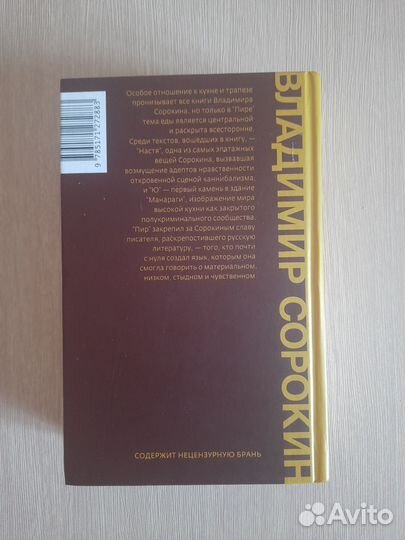 Особое отношение к кухне и трапезе
пронизывает все книги Владимира
Сорокина, но только в "Пире"
тема еды является центральной
и раскрыта всесторонне.
Среди текстов, вошедших в книгу, —
"Настя", одна из самых эпатажных
вещей Сорокина, вызвавшая
возмущение адептов нравственности
откровенной сценой каннибализма,
и "Ю" — первый камень в здание
"Манараги", изображение мира
высокой кухни как закрытого
полукриминального сообщества.
"Пир" закрепил за Сорокиным славу
писателя, раскрепостившего русскую
литературу, — того, кто почти
с нуля создал язык, которым она
смогла говорить о материальном,
низком, стыдном и чувственном
СОДЕРЖИТ НЕЦЕНЗУРНУЮ БРАНЬ
ВЛАДИМИР СОРОКИН
9 785171 272883
Avito